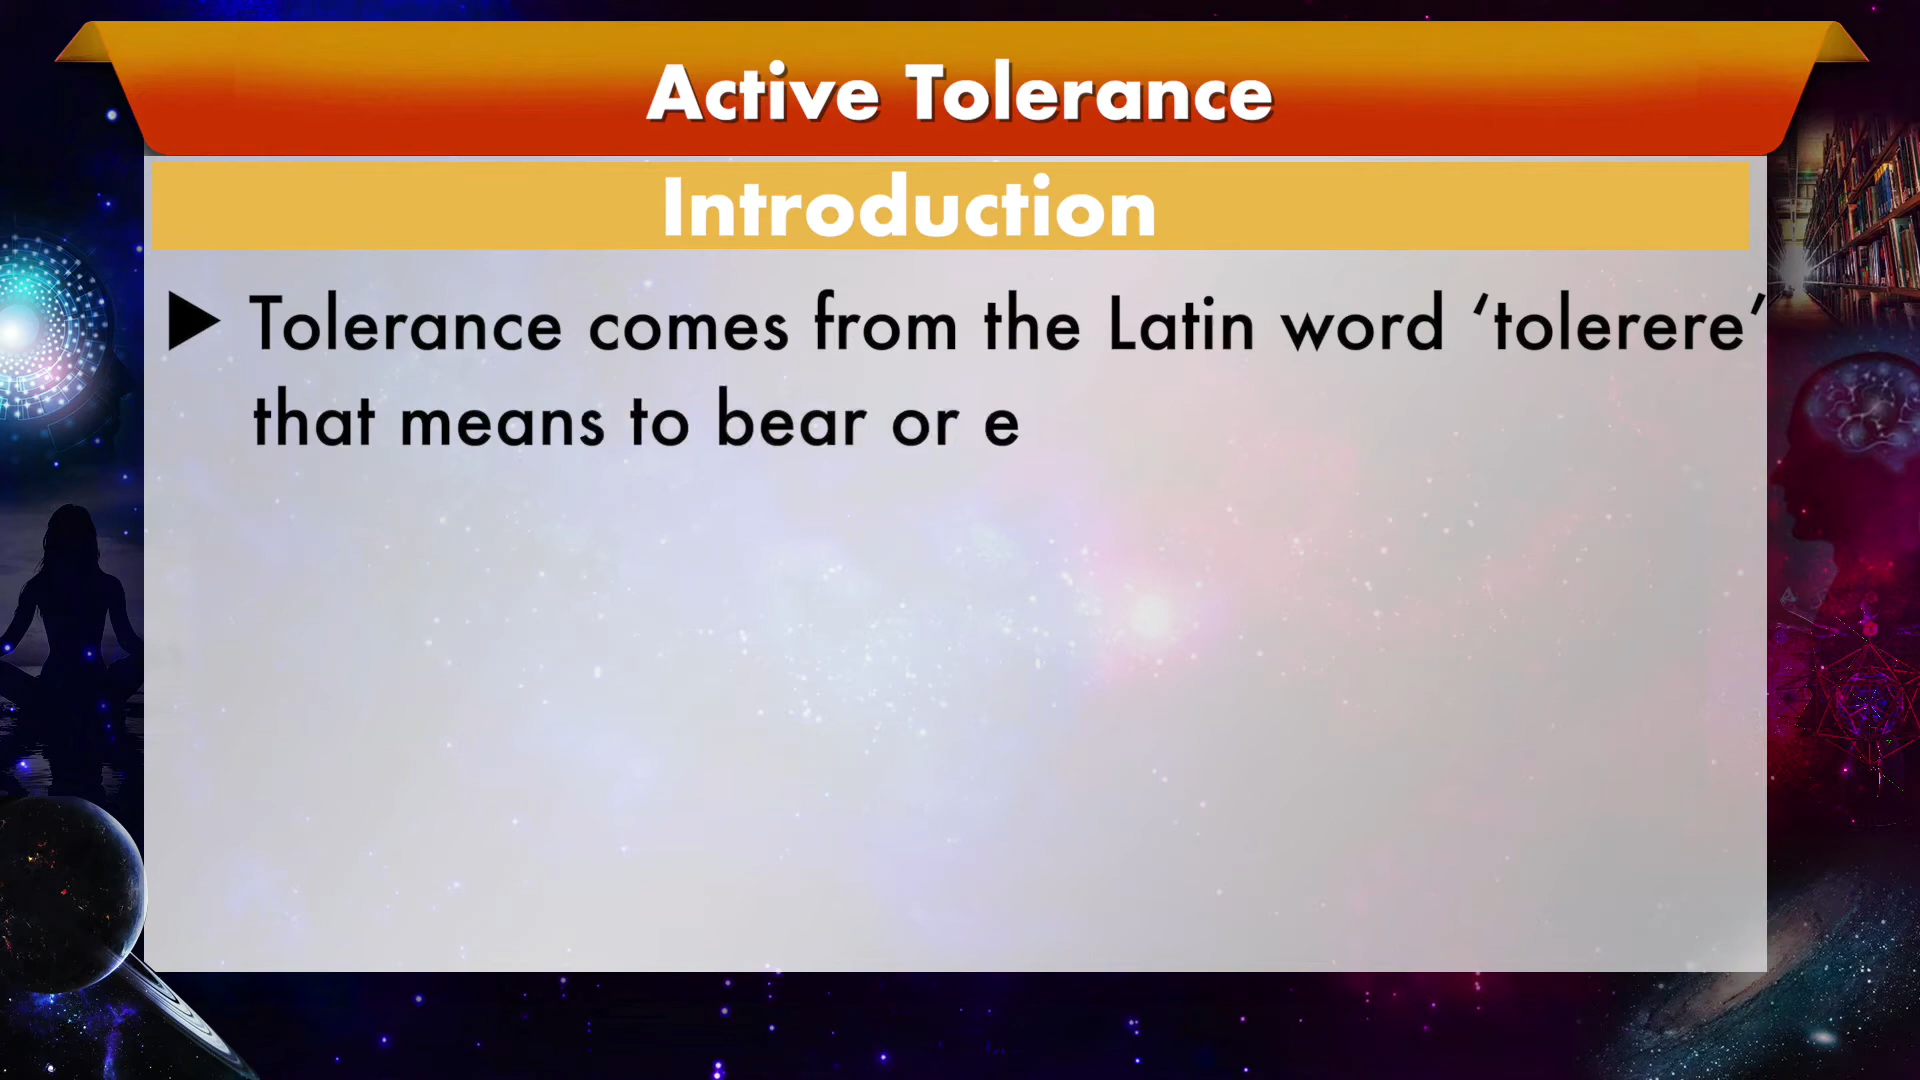 Active Tolerance
Introduction
▶ Tolerance comes from the Latin word ‘tolerere’
that means to bear or e